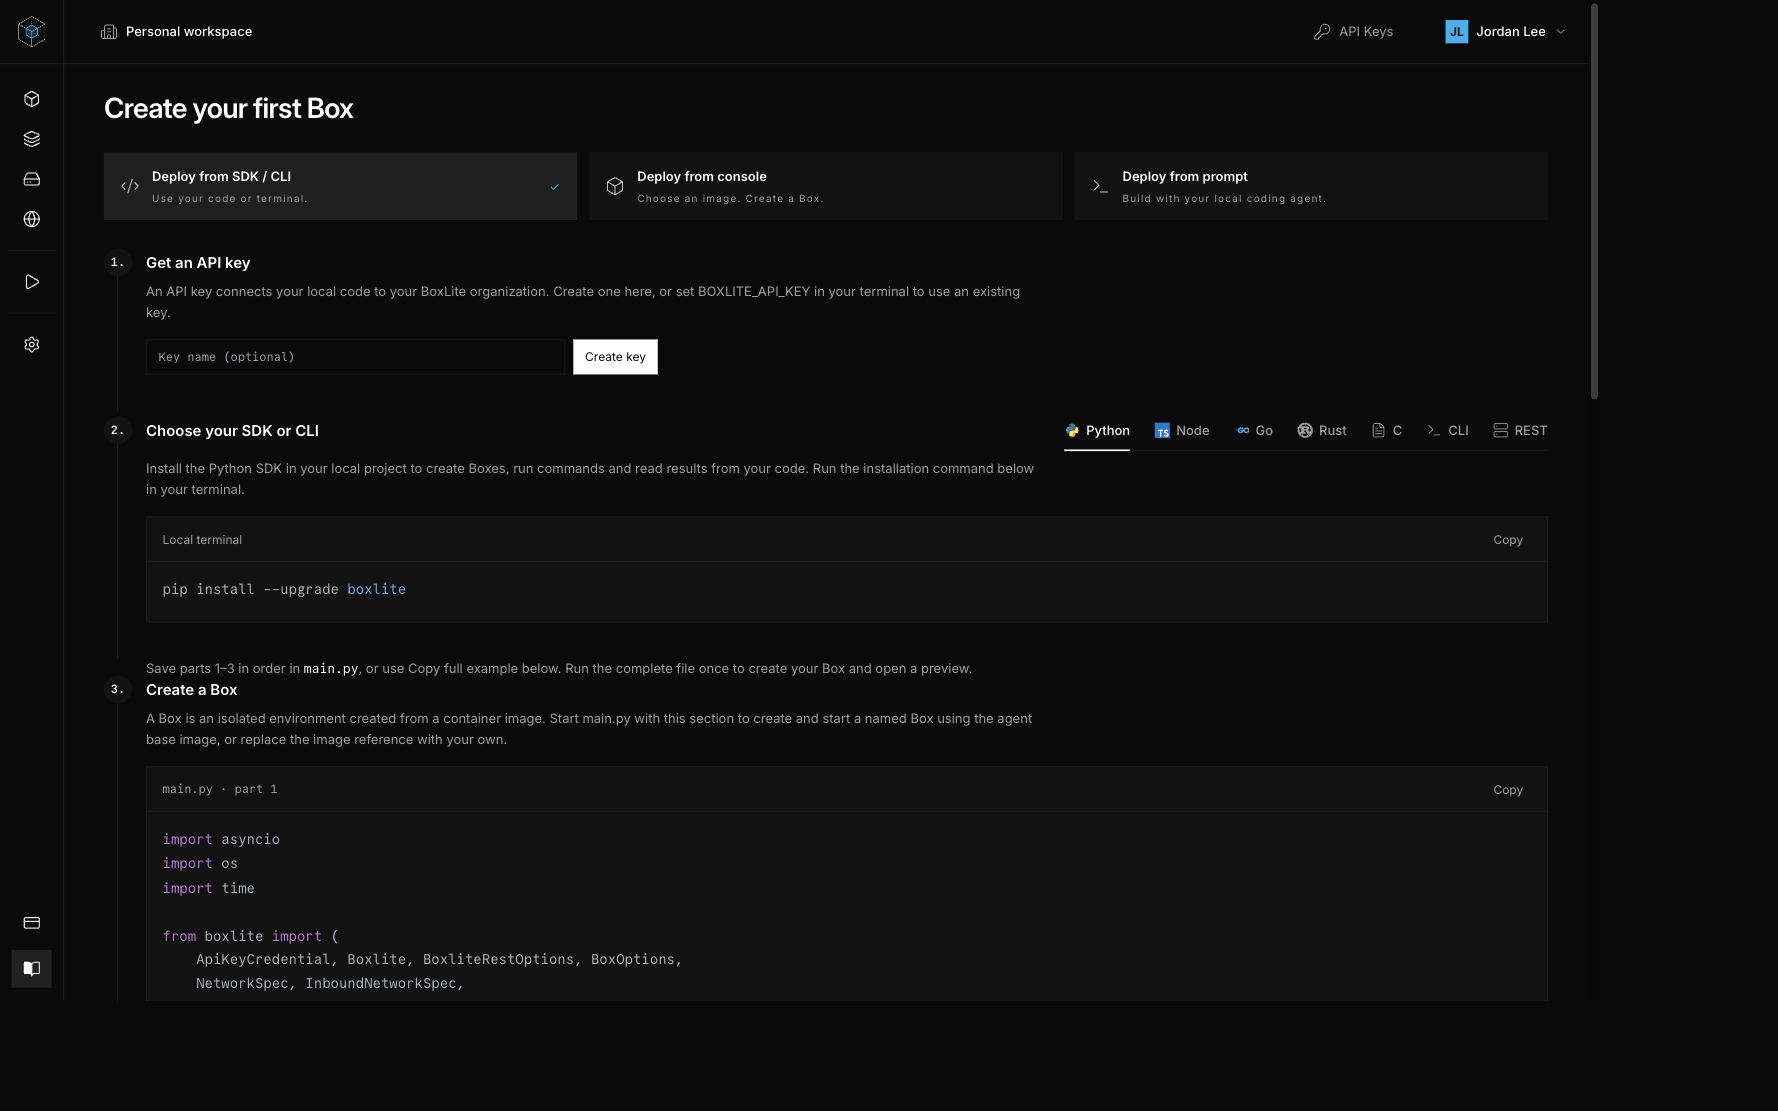 Personal workspace
API Keys
JL
Jordan Lee
Create your first Box
Deploy from SDK / CLI
Use your code or terminal.
Deploy from console
Choose an image. Create a Box.
Deploy from prompt
Build with your local coding agent.
1.
Get an API key
An API key connects your local code to your BoxLite organization. Create one here, or set BOXLITE_API_KEY in your terminal to use an existing
key.
Key name (optional)
Create key
2.
Choose your SDK or CLI
Python
TS
Node
GO
Go
Rust
C
CLI
REST
Install the Python SDK in your local project to create Boxes, run commands and read results from your code. Run the installation command below
in your terminal.
Local terminal
Copy
pip install --upgrade boxlite
Save parts 1–3 in order in main.py, or use Copy full example below. Run the complete file once to create your Box and open a preview.
3.
Create a Box
A Box is an isolated environment created from a container image. Start main.py with this section to create and start a named Box using the agent
base image, or replace the image reference with your own.
main.py · part 1
Copy
import asyncio
import os
import time
from boxlite import (
ApiKeyCredential, Boxlite, BoxliteRestOptions, BoxOptions,
NetworkSpec, InboundNetworkSpec,